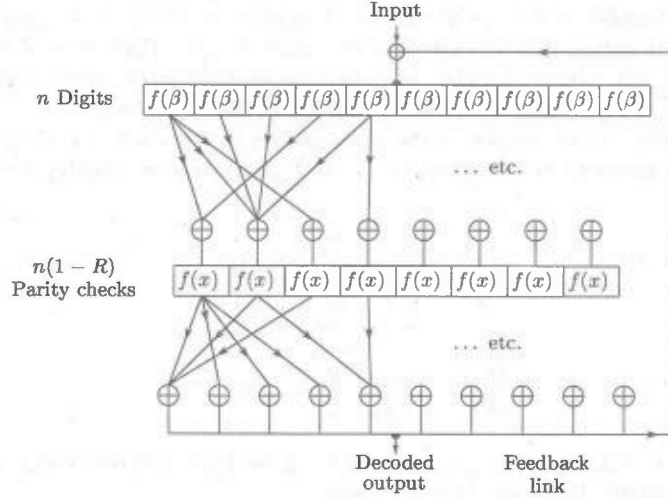 Input
n Digits f(β) f(β) f(β) f(β) f(β) f(β) f(β) f(β) f(β) f(β)
... etc.
n(1 − R)
Parity checks
f(x) f(x) f(x) f(x) f(x) f(x) f(x) f(x)
... etc.
Decoded
output
Feedback
link